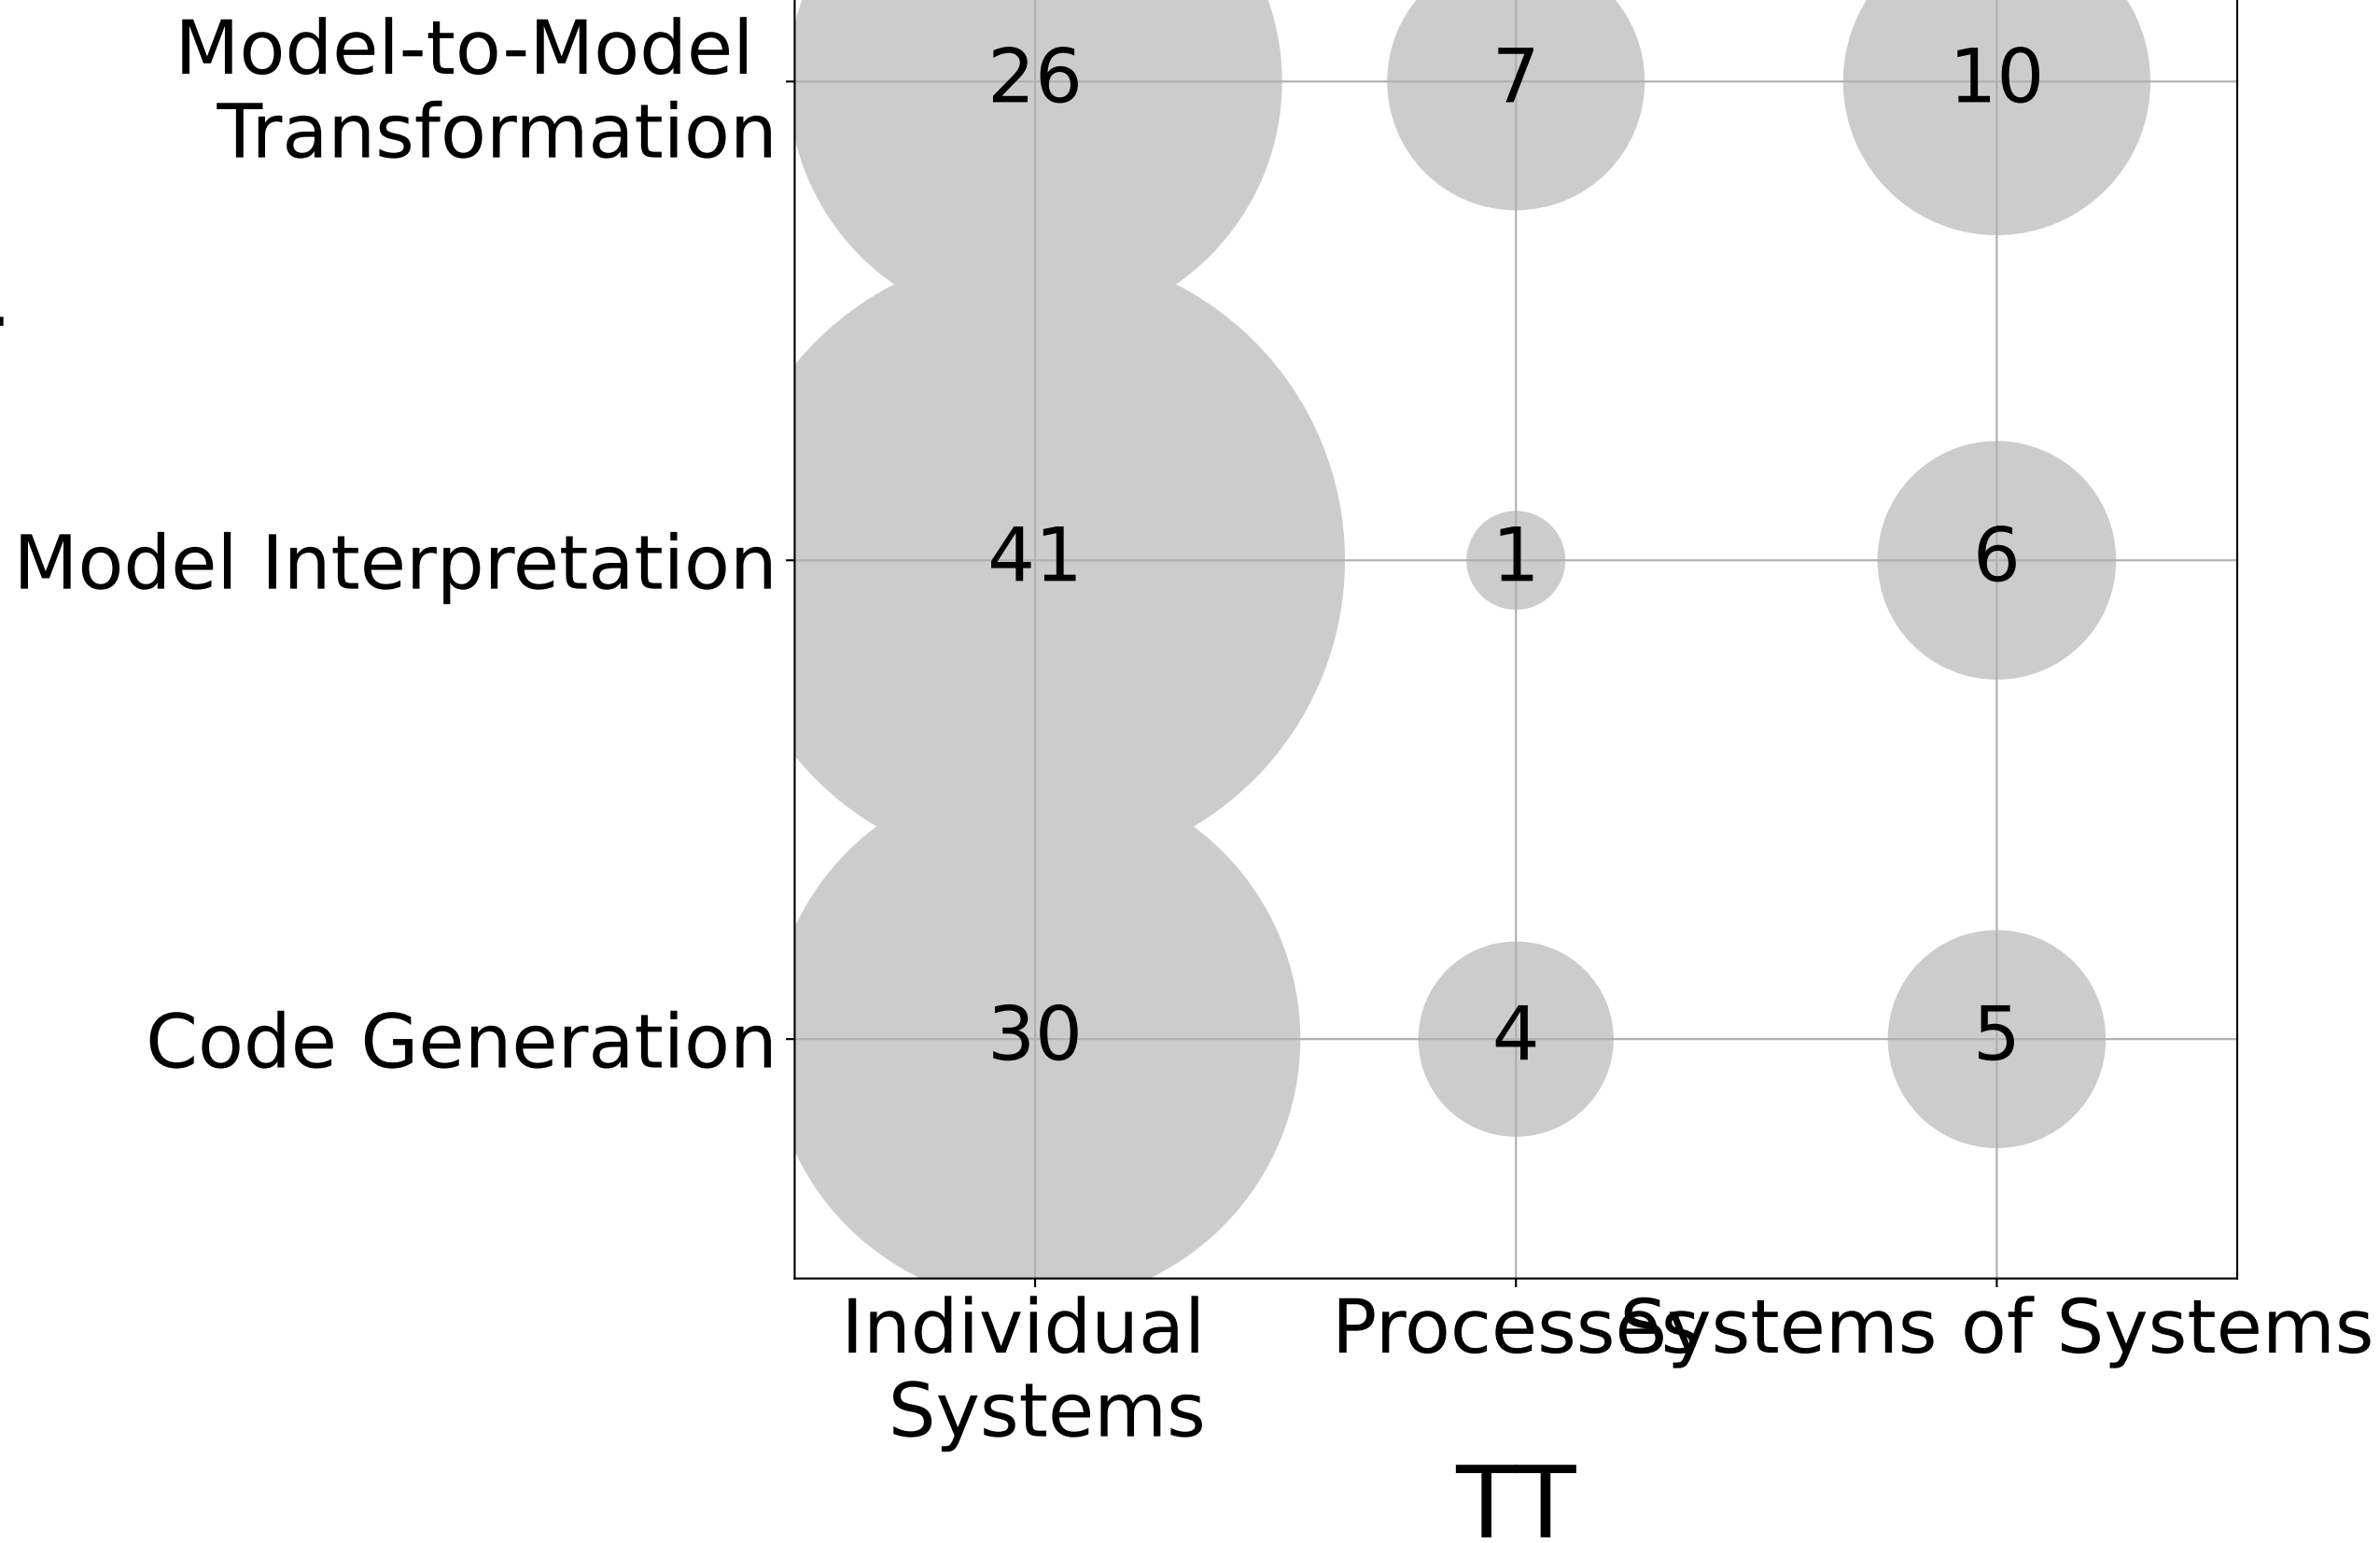 Model-to-Model
Transformation
26 7 10
Model Interpretation
41 1 6
Code Generation
30 4 5
Individual
Systems
Processes
Systems of Systems
TT